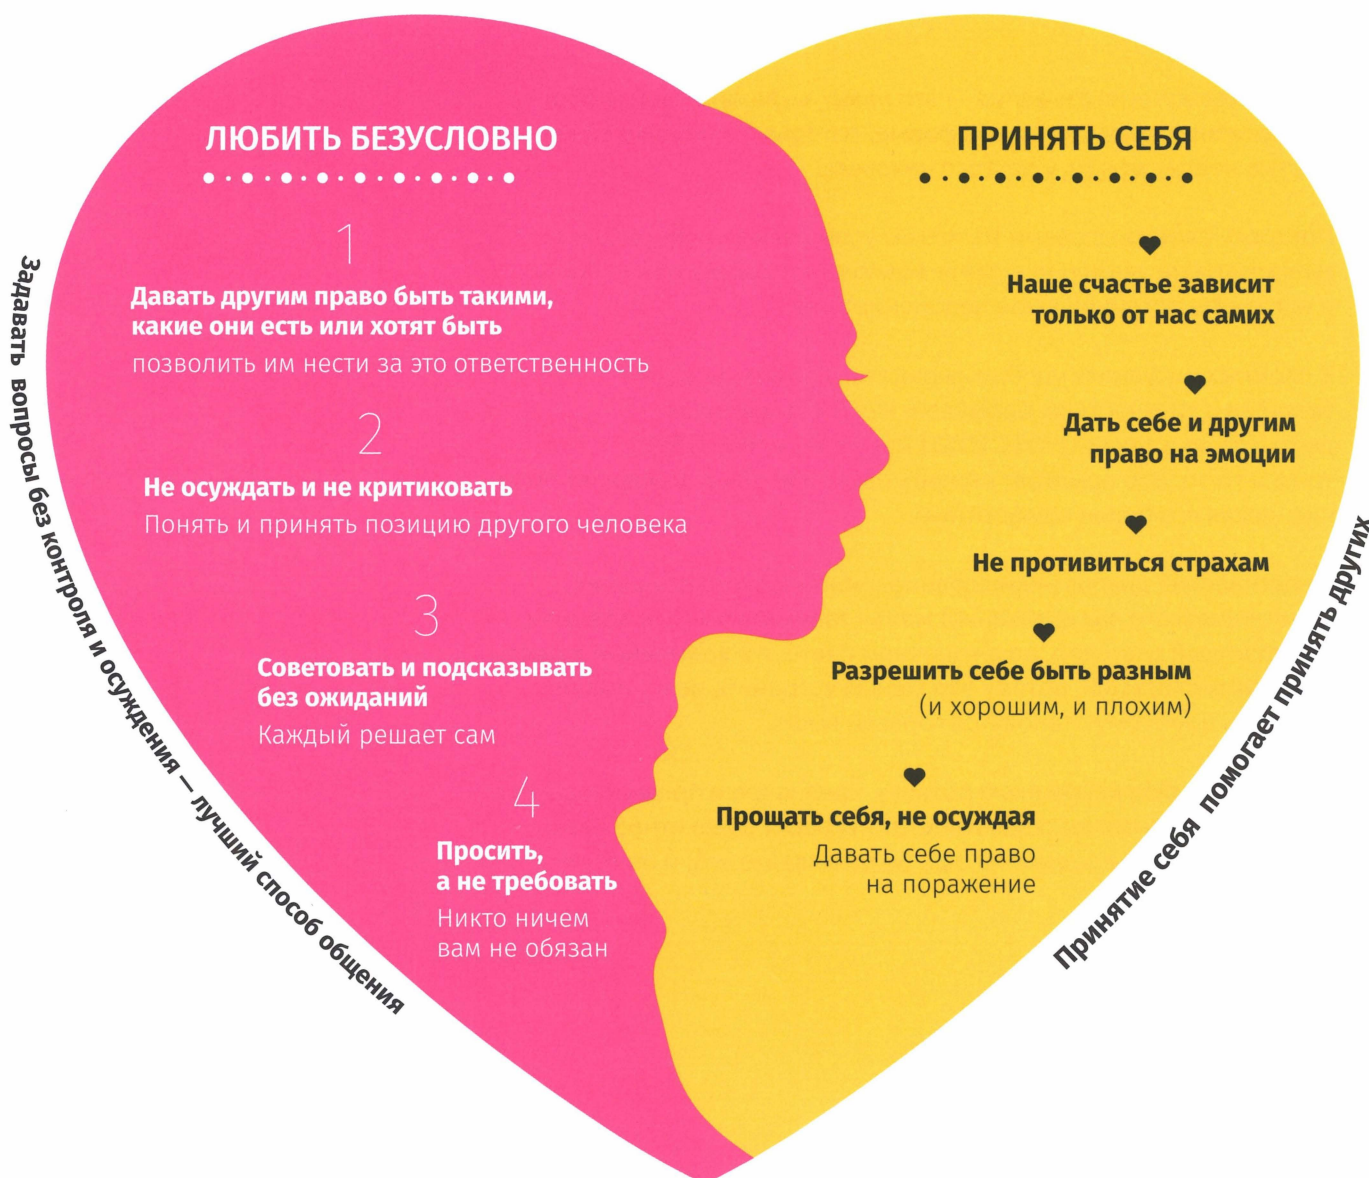 ЛЮБИТЬ БЕЗУСЛОВНО
1
Давать другим право быть такими,
какие они есть или хотят быть
позволить им нести за это ответственность
2
Не осуждать и не критиковать
Понять и принять позицию другого человека
3
Советовать и подсказывать
без ожиданий
Каждый решает сам
4
Просить,
а не требовать
Никто ничем
вам не обязан
Задавать вопросы без контроля и осуждения — лучший способ общения
ПРИНЯТЬ СЕБЯ
Наше счастье зависит
только от нас самих
Дать себе и другим
право на эмоции
Не противиться страхам
Разрешить себе быть разным
(и хорошим, и плохим)
Прощать себя, не осуждая
Давать себе право
на поражение
Принятие себя помогает принять других